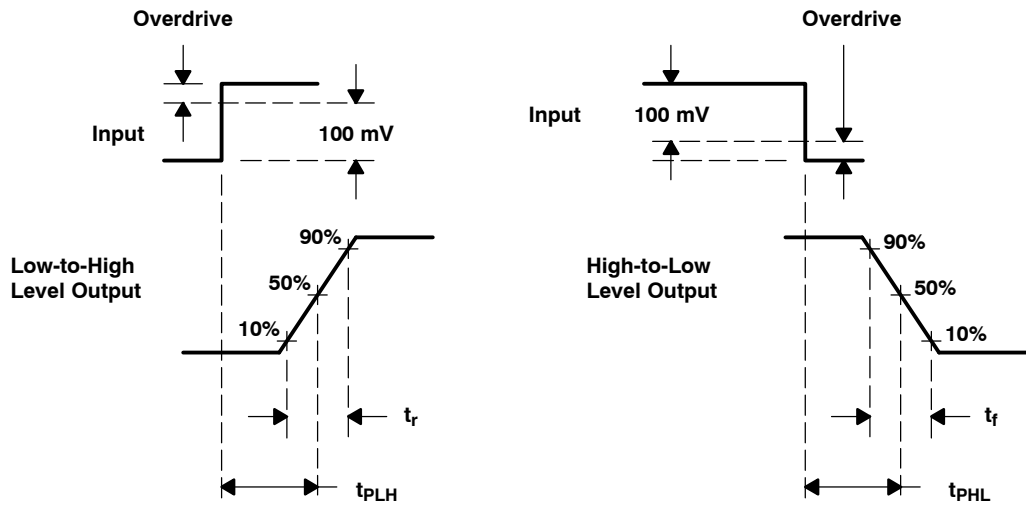 Overdrive
Input
100 mV
Low-to-High
Level Output
90%
50%
10%
tr
tPLH
Overdrive
Input
100 mV
High-to-Low
Level Output
90%
50%
10%
tf
tPHL